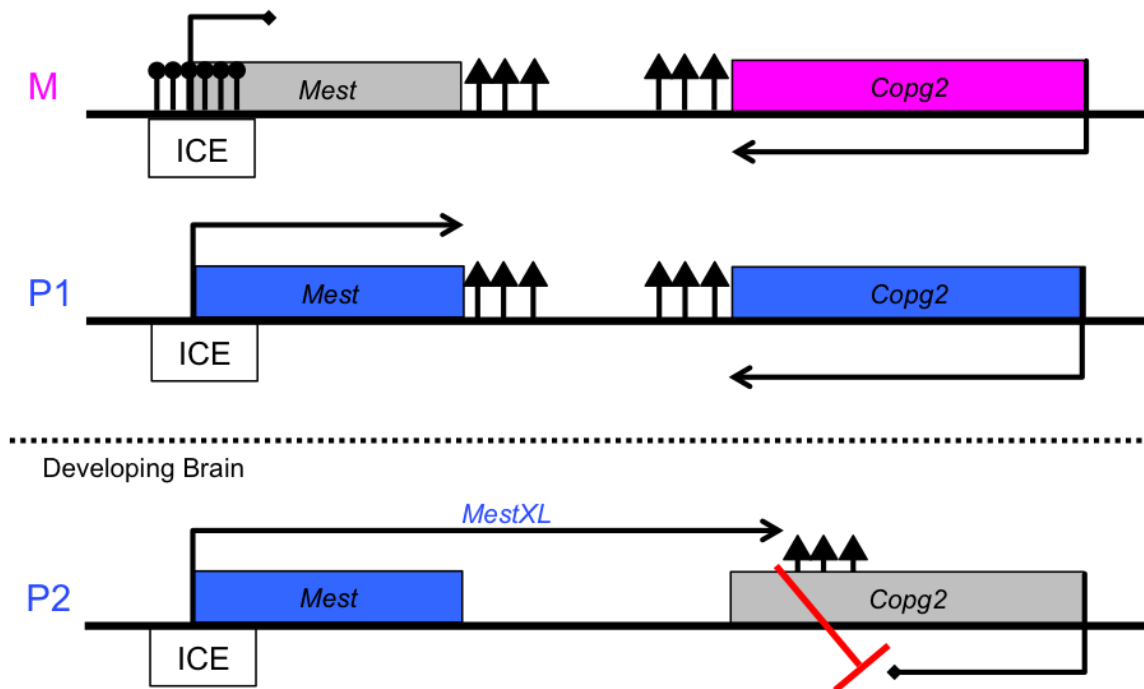 M
Mest
Copg2
ICE
P1
Mest
Copg2
ICE
Developing Brain
MestXL
P2
Mest
Copg2
ICE